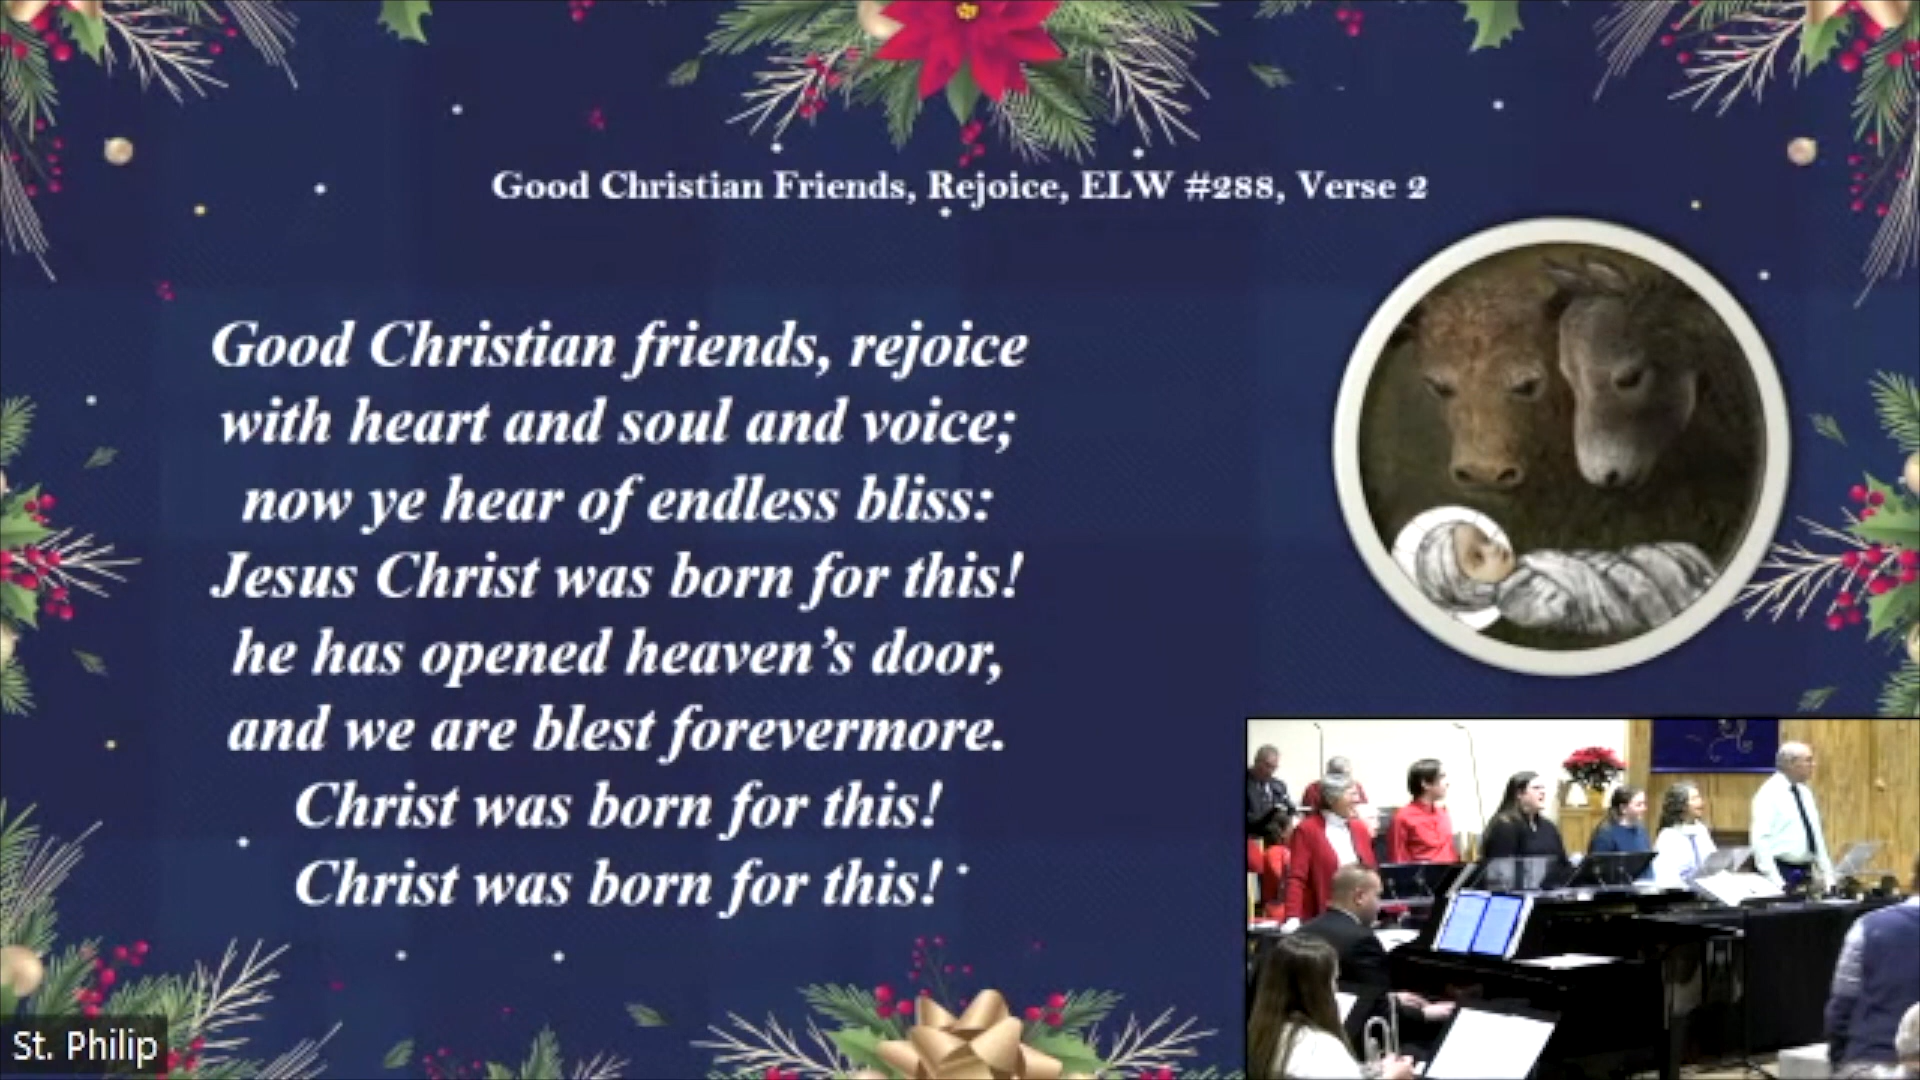 Good Christian Friends, Rejoice, ELW #288, Verse 2
Good Christian friends, rejoice
with heart and soul and voice;
now ye hear of endless bliss:
Jesus Christ was born for this!
he has opened heaven’s door,
and we are blest forevermore.
Christ was born for this!
Christ was born for this!
St. Philip